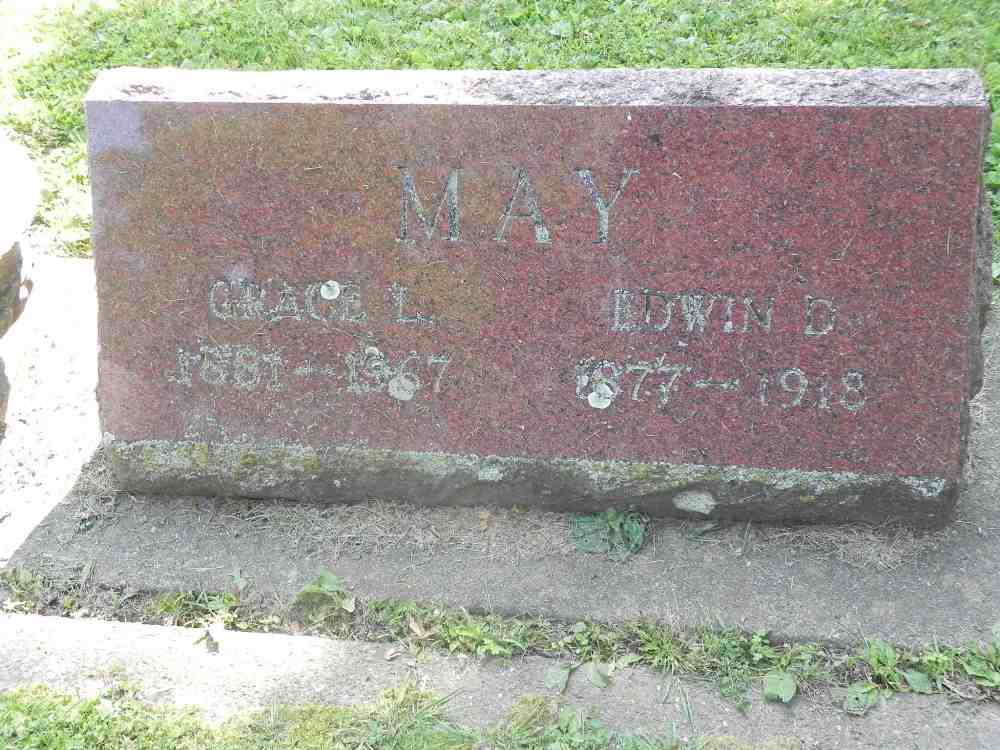 MAY
GRACE L. EDWIN D.
1881 -- 1967 1877 -- 1918